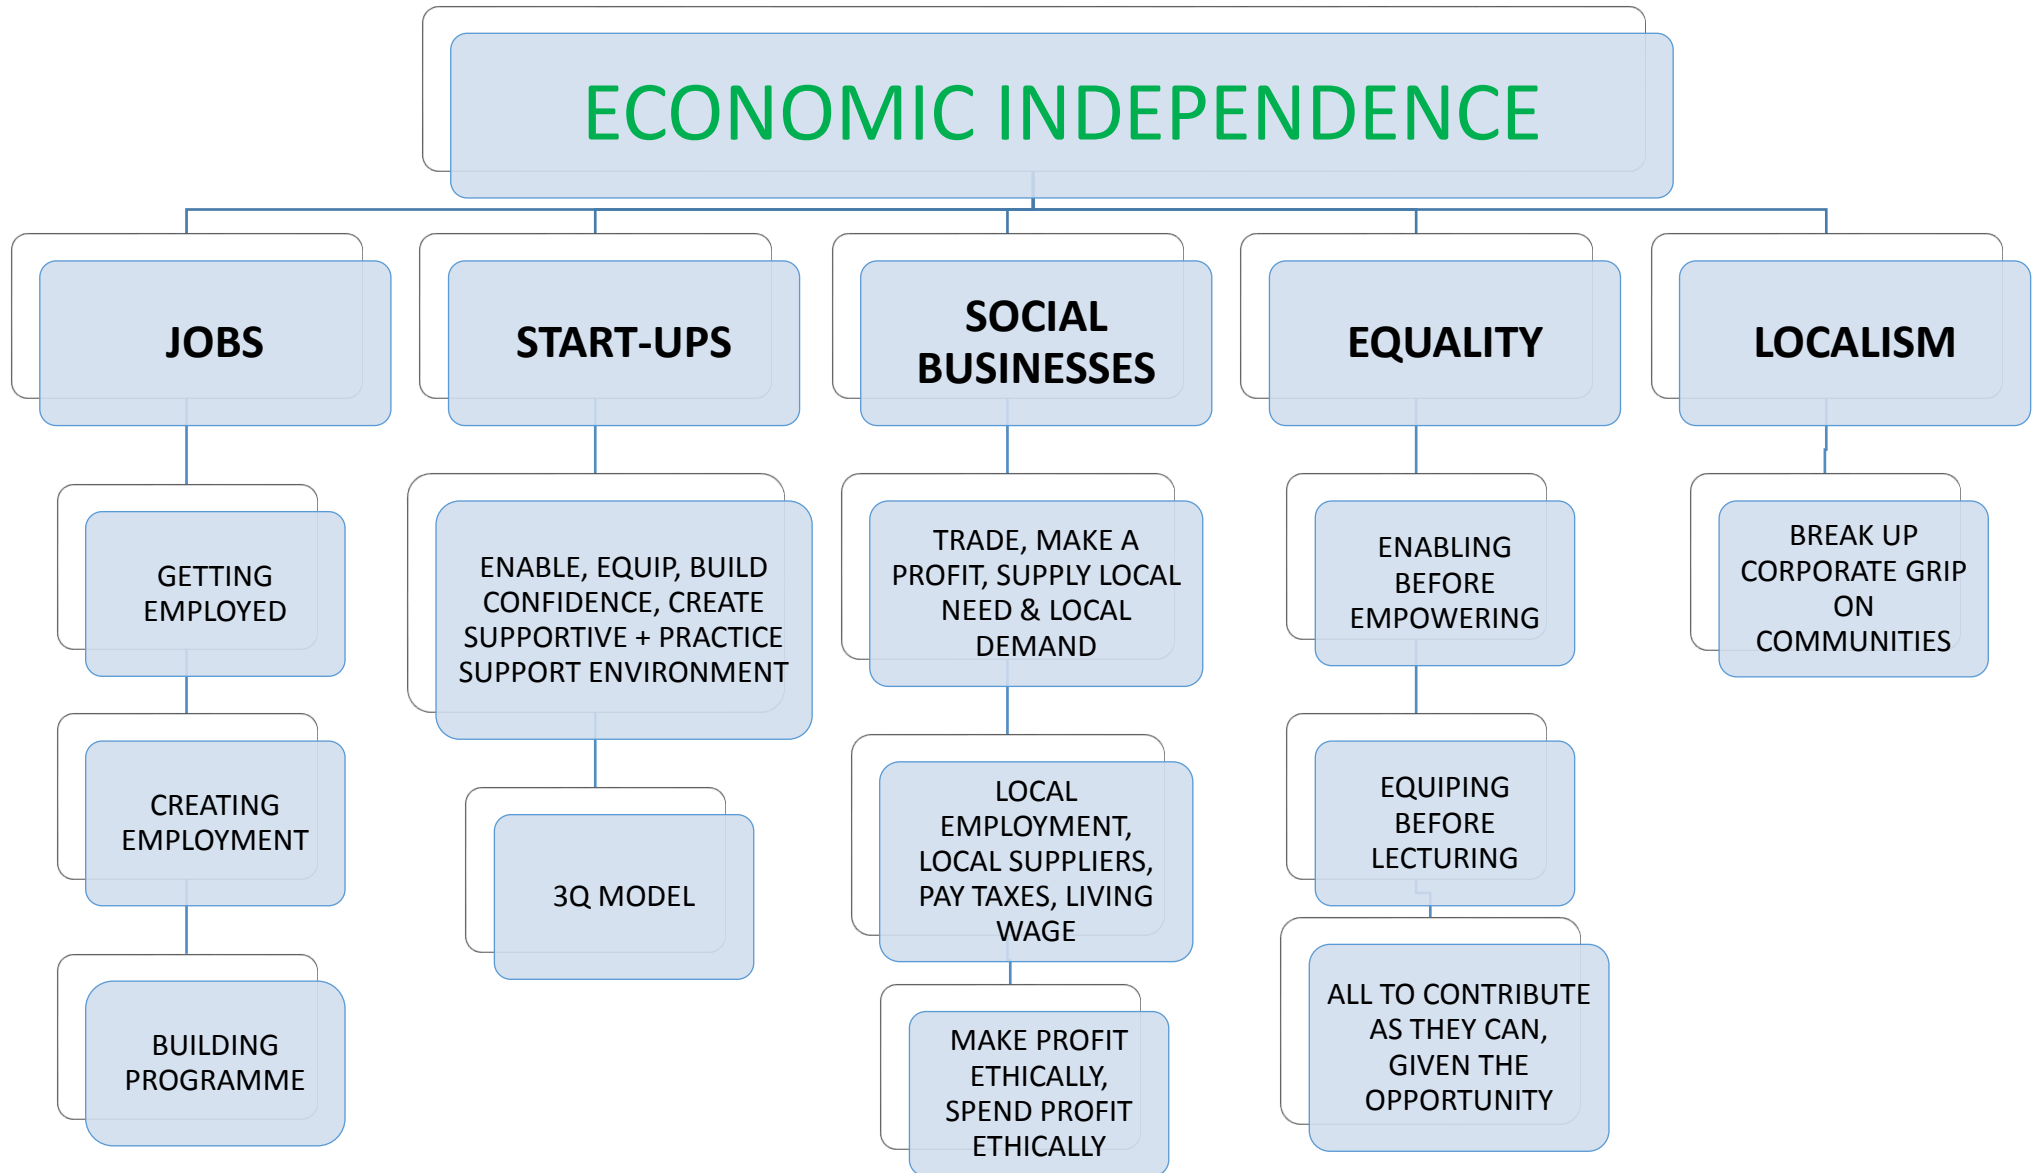 ECONOMIC INDEPENDENCE
JOBS
START-UPS
SOCIAL
BUSINESSES
EQUALITY
LOCALISM
GETTING
EMPLOYED
CREATING
EMPLOYMENT
BUILDING
PROGRAMME
ENABLE, EQUIP, BUILD
CONFIDENCE, CREATE
SUPPORTIVE + PRACTICE
SUPPORT ENVIRONMENT
3Q MODEL
TRADE, MAKE A
PROFIT, SUPPLY LOCAL
NEED & LOCAL
DEMAND
LOCAL
EMPLOYMENT,
LOCAL SUPPLIERS,
PAY TAXES, LIVING
WAGE
MAKE PROFIT
ETHICALLY,
SPEND PROFIT
ETHICALLY
ENABLING
BEFORE
EMPOWERING
EQUIPING
BEFORE
LECTURING
ALL TO CONTRIBUTE
AS THEY CAN,
GIVEN THE
OPPORTUNITY
BREAK UP
CORPORATE GRIP
ON
COMMUNITIES